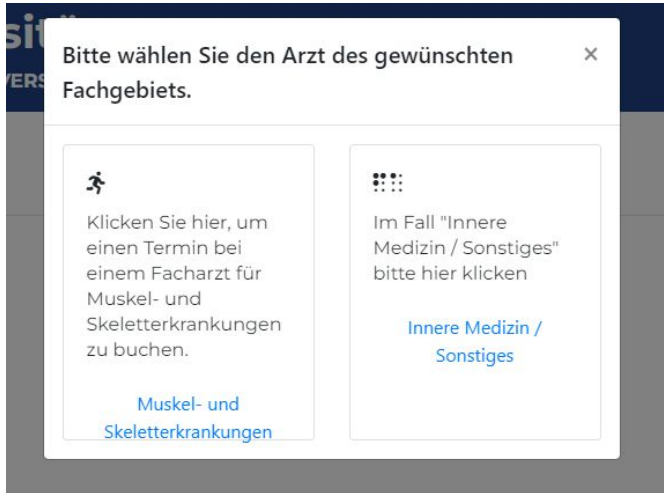 Bitte wählen Sie den Arzt des gewünschten
Fachgebiets.
×
Klicken Sie hier, um
einen Termin bei
einem Facharzt für
Muskel- und
Skeletterkrankungen
zu buchen.
Muskel- und
Skeletterkrankungen
Im Fall "Innere
Medizin / Sonstiges"
bitte hier klicken
Innere Medizin /
Sonstiges